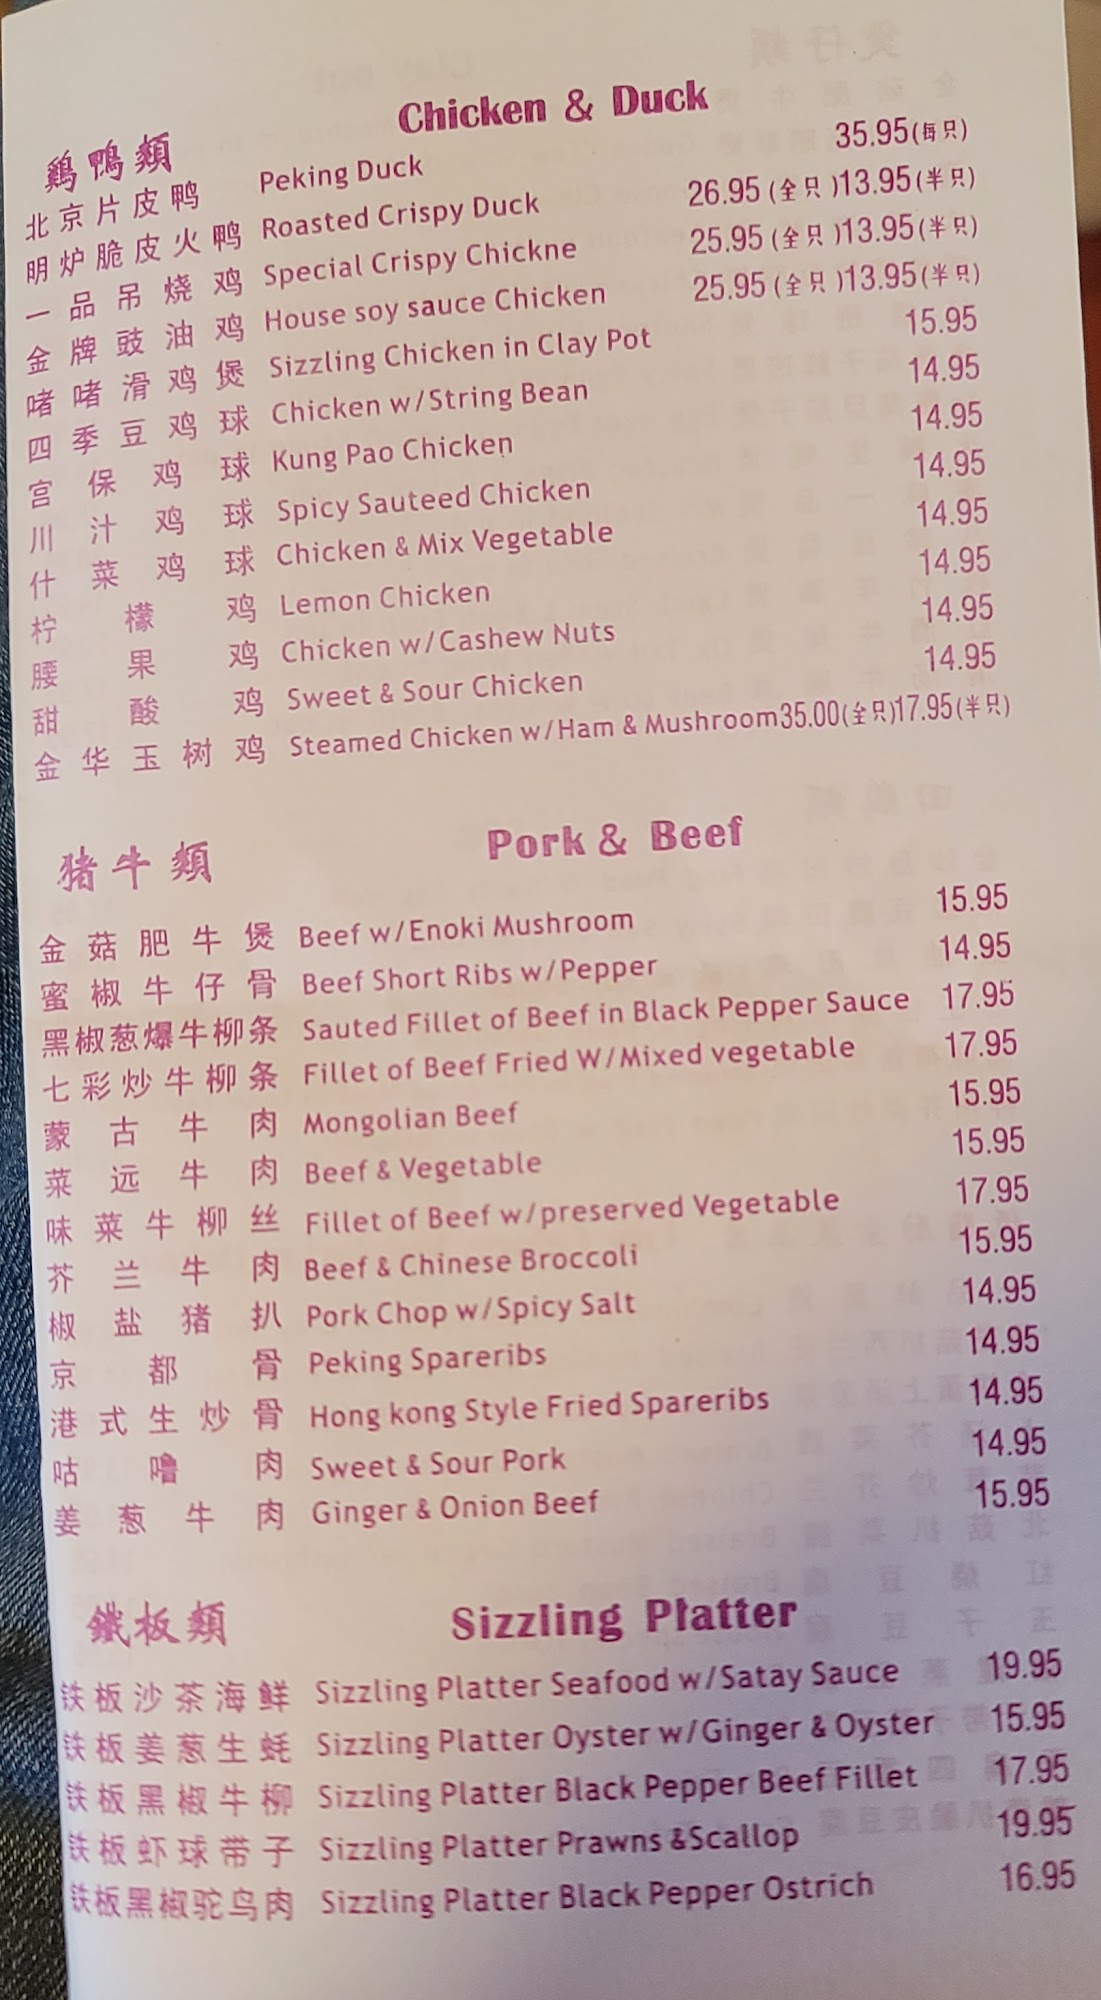 鷄鴨類 Chicken & Duck
北京片皮鸭 Peking Duck 35.95(每只)
明炉脆皮火鸭 Roasted Crispy Duck 26.95(全只)13.95(半只)
一品吊烧鸡 Special Crispy Chickne 25.95(全只)13.95(半只)
金牌豉油鸡 House soy sauce Chicken 25.95(全只)13.95(半只)
啫啫滑鸡煲 Sizzling Chicken in Clay Pot 15.95
四季豆鸡球 Chicken w/String Bean 14.95
宫保鸡球 Kung Pao Chicken 14.95
川汁鸡球 Spicy Sauteed Chicken 14.95
什菜鸡球 Chicken & Mix Vegetable 14.95
柠檬鸡 Lemon Chicken 14.95
腰果鸡 Chicken w/Cashew Nuts 14.95
甜酸鸡 Sweet & Sour Chicken 14.95
金华玉树鸡 Steamed Chicken w/Ham & Mushroom35.00(全只)17.95(半只)
猪牛類 Pork & Beef
金菇肥牛煲 Beef w/Enoki Mushroom 15.95
蜜椒牛仔骨 Beef Short Ribs w/Pepper 14.95
黑椒葱爆牛柳条 Sauted Fillet of Beef in Black Pepper Sauce 17.95
七彩炒牛柳条 Fillet of Beef Fried W/Mixed vegetable 17.95
蒙古牛肉 Mongolian Beef 15.95
菜远牛肉 Beef & Vegetable 15.95
味菜牛柳丝 Fillet of Beef w/preserved Vegetable 17.95
芥兰牛肉 Beef & Chinese Broccoli 15.95
椒盐猪扒 Pork Chop w/Spicy Salt 14.95
京都骨 Peking Spareribs 14.95
港式生炒骨 Hong kong Style Fried Spareribs 14.95
咕噜肉 Sweet & Sour Pork 14.95
姜葱牛肉 Ginger & Onion Beef 15.95
鐵板類 Sizzling Platter
铁板沙茶海鲜 Sizzling Platter Seafood w/Satay Sauce 19.95
铁板姜葱生蚝 Sizzling Platter Oyster w/Ginger & Oyster 15.95
铁板黑椒牛柳 Sizzling Platter Black Pepper Beef Fillet 17.95
铁板虾球带子 Sizzling Platter Prawns &Scallop 19.95
铁板黑椒驼鸟肉 Sizzling Platter Black Pepper Ostrich 16.95